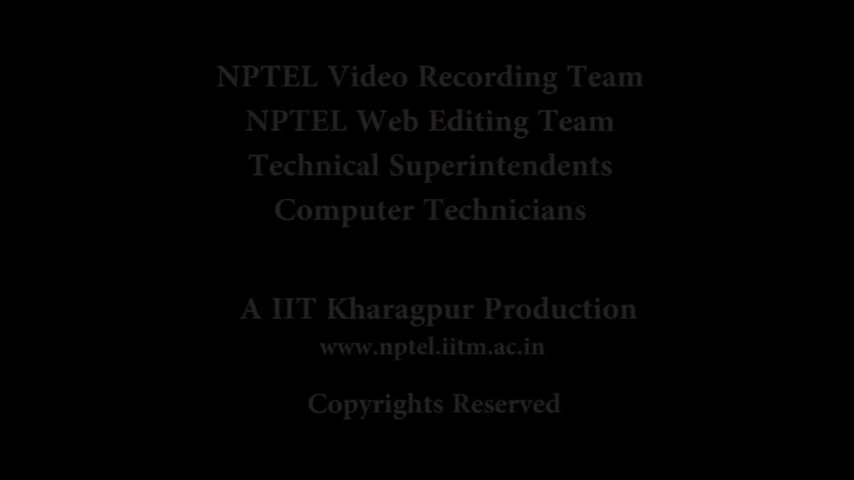 NPTEL Video Recording Team
NPTEL Web Editing Team
Technical Superintendents
Computer Technicians
A IIT Kharagpur Production
www.nptel.iitm.ac.in
Copyrights Reserved